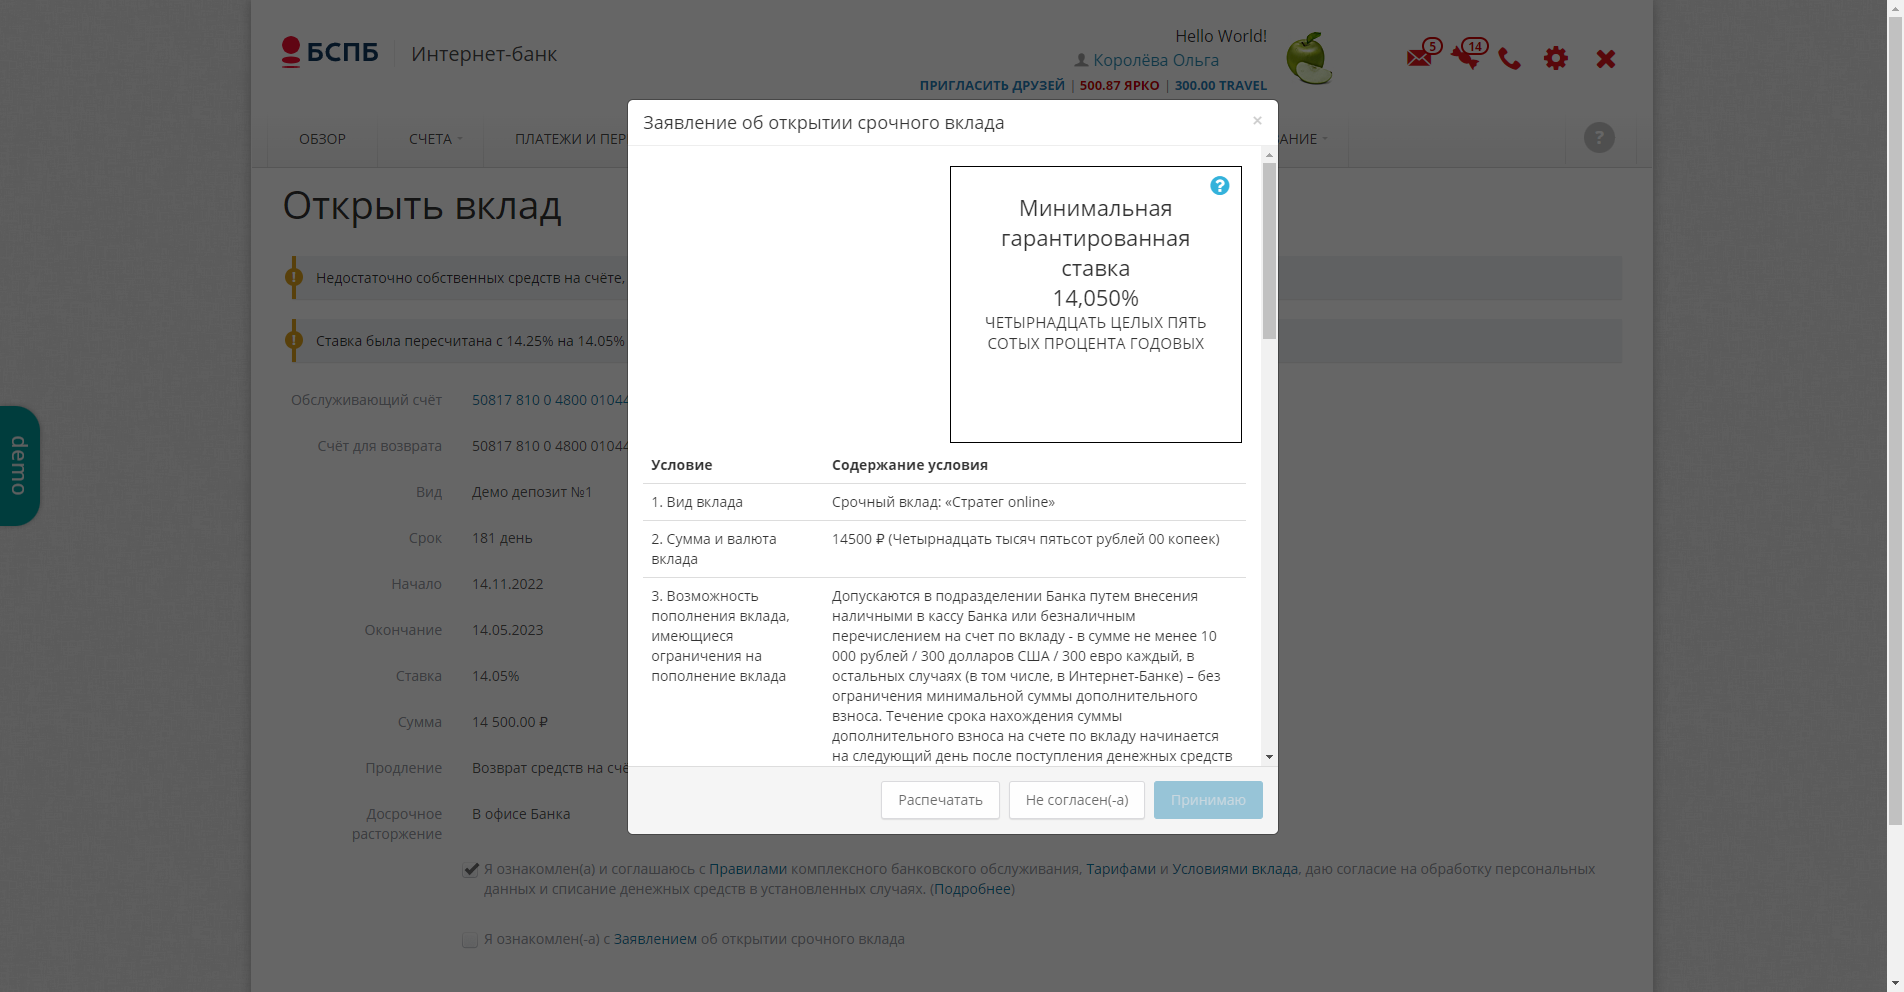 БСПБ
Интернет-банк
Hello World!
Королёва Ольга
ПРИГЛАСИТЬ ДРУЗЕЙ | 500.87 ЯРКО | 300.00 TRAVEL
5
14
ОБЗОР
СЧЕТА
ПЛАТЕЖИ И ПЕР
АНИЕ
?
Открыть вклад
Недостаточно собственных средств на счёте,
Ставка была пересчитана с 14.25% на 14.05%
Обслуживающий счёт 50817 810 0 4800 01044
Счёт для возврата 50817 810 0 4800 01044
Вид Демо депозит №1
Срок 181 день
Начало 14.11.2022
Окончание 14.05.2023
Ставка 14.05%
Сумма 14 500.00 ₽
Продление Возврат средств на счё
Досрочное расторжение В офисе Банка
Я ознакомлен(а) и соглашаюсь с Правилами комплексного банковского обслуживания, Тарифами и Условиями вклада, даю согласие на обработку персональных
данных и списание денежных средств в установленных случаях. (Подробнее)
Я ознакомлен(-а) с Заявлением об открытии срочного вклада
demo
Заявление об открытии срочного вклада
×
?
Минимальная
гарантированная
ставка
14,050%
ЧЕТЫРНАДЦАТЬ ЦЕЛЫХ ПЯТЬ
СОТЫХ ПРОЦЕНТА ГОДОВЫХ
Условие Содержание условия
1. Вид вклада Срочный вклад: «Стратег online»
2. Сумма и валюта
вклада
14500 ₽ (Четырнадцать тысяч пятьсот рублей 00 копеек)
3. Возможность
пополнения вклада,
имеющиеся
ограничения на
пополнение вклада
Допускаются в подразделении Банка путем внесения
наличными в кассу Банка или безналичным
перечислением на счет по вкладу - в сумме не менее 10
000 рублей / 300 долларов США / 300 евро каждый, в
остальных случаях (в том числе, в Интернет-Банке) – без
ограничения минимальной суммы дополнительного
взноса. Течение срока нахождения суммы
дополнительного взноса на счете по вкладу начинается
на следующий день после поступления денежных средств
Распечатать
Не согласен(-а)
Принимаю